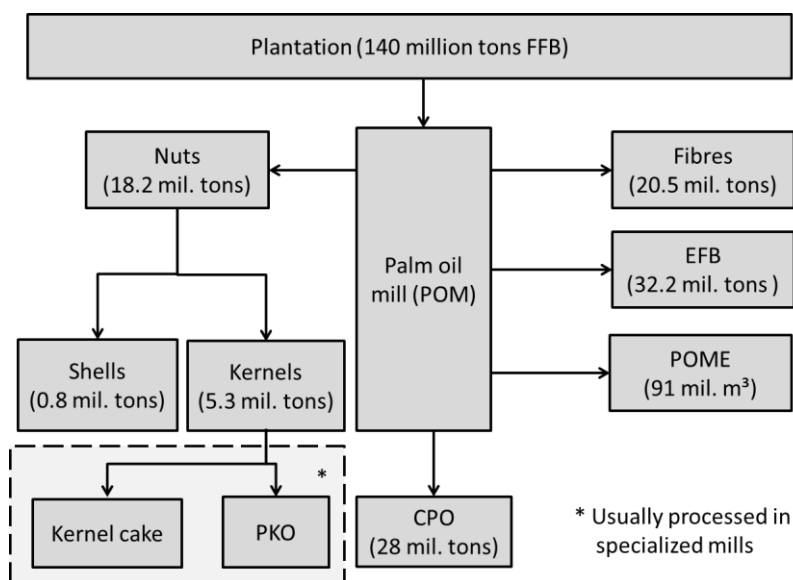 Plantation (140 million tons FFB)
Nuts
(18.2 mil. tons)
Fibres
(20.5 mil. tons)
Palm oil
mill (POM)
EFB
(32.2 mil. tons )
Shells
(0.8 mil. tons)
Kernels
(5.3 mil. tons)
POME
(91 mil. m³)
*
Kernel cake
PKO
CPO
(28 mil. tons)
* Usually processed in
specialized mills